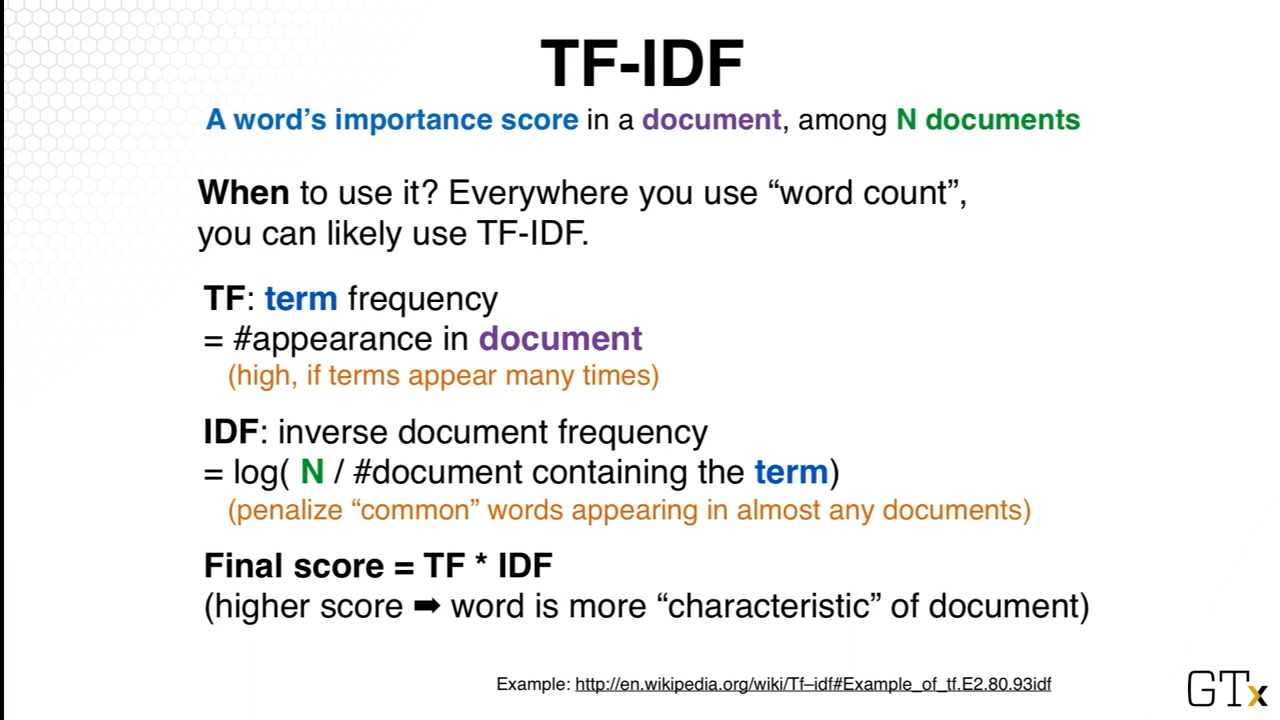 TF-IDF
A word’s importance score in a document, among N documents
When to use it? Everywhere you use “word count”,
you can likely use TF-IDF.
TF: term frequency
= #appearance in document
(high, if terms appear many times)
IDF: inverse document frequency
= log( N / #document containing the term)
(penalize “common” words appearing in almost any documents)
Final score = TF * IDF
(higher score ➡ word is more “characteristic” of document)
Example: http://en.wikipedia.org/wiki/Tf–idf#Example_of_tf.E2.80.93idf
GTx